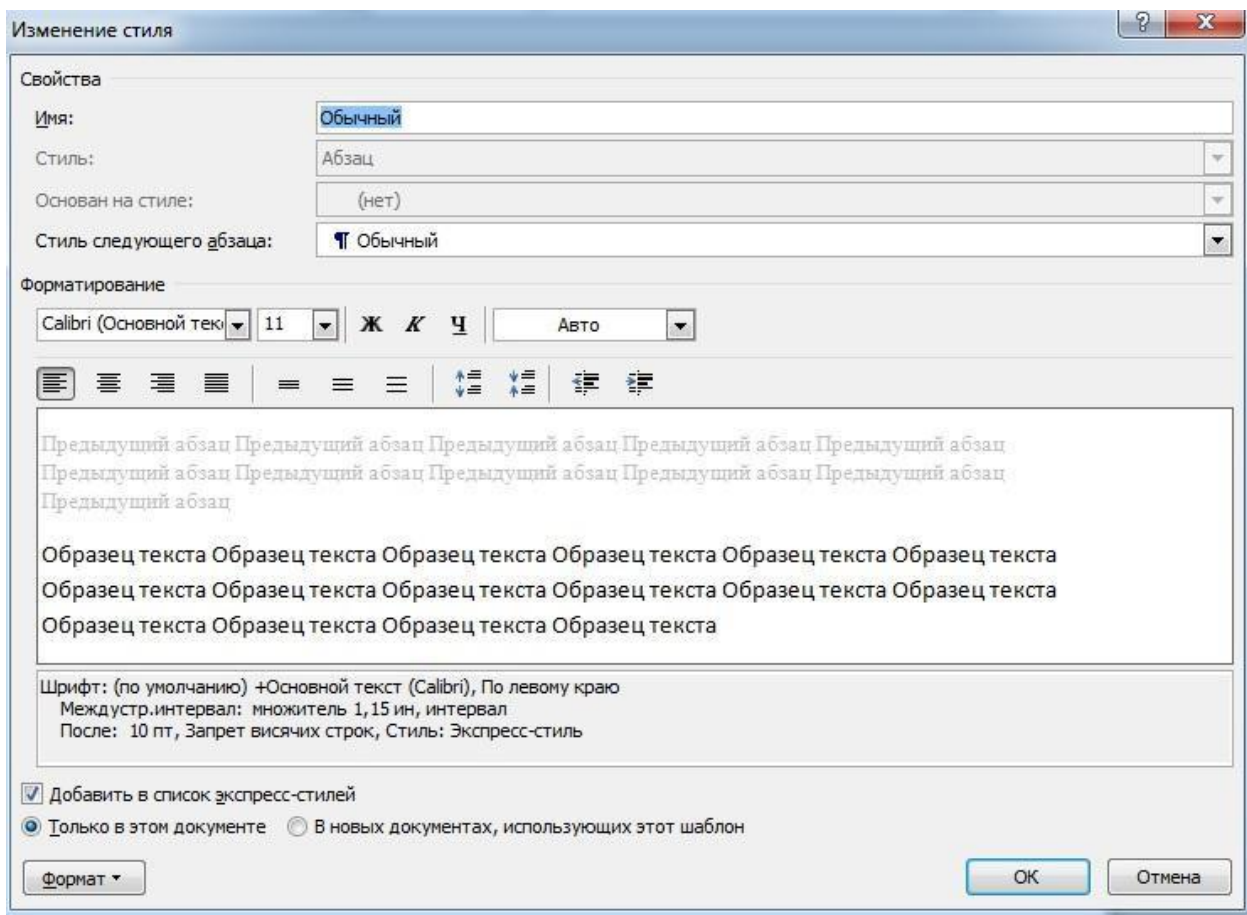 Изменение стиля
Свойства
Имя: Обычный
Стиль: Абзац
Основан на стиле: (нет)
Стиль следующего абзаца: ¶ Обычный
Форматирование
Calibri (Основной тек 11 Ж К Ч Авто
Предыдущий абзац Предыдущий абзац Предыдущий абзац Предыдущий абзац Предыдущий абзац
Предыдущий абзац Предыдущий абзац Предыдущий абзац Предыдущий абзац Предыдущий абзац
Предыдущий абзац
Образец текста Образец текста Образец текста Образец текста Образец текста Образец текста
Образец текста Образец текста Образец текста Образец текста Образец текста Образец текста
Образец текста Образец текста Образец текста Образец текста
Шрифт: (по умолчанию) +Основной текст (Calibri), По левому краю
Междустр.интервал: множитель 1,15 ин, интервал
После: 10 пт, Запрет висячих строк, Стиль: Экспресс-стиль
Добавить в список экспресс-стилей
Только в этом документе В новых документах, использующих этот шаблон
Формат ОК Отмена